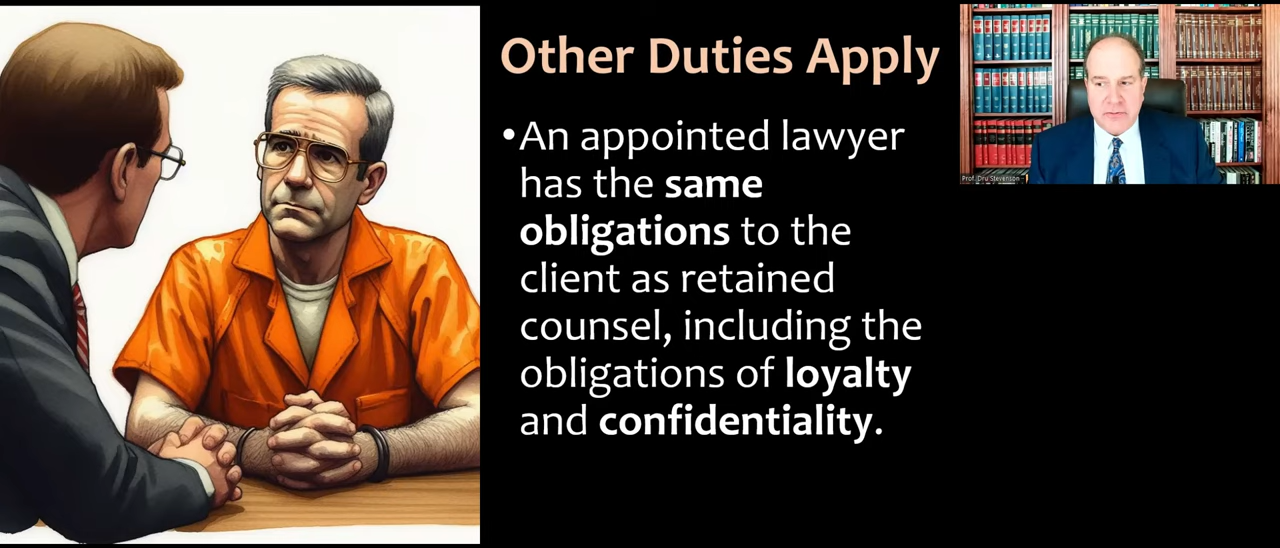 Other Duties Apply
•An appointed lawyer
has the same
obligations to the
client as retained
counsel, including the
obligations of loyalty
and confidentiality.
Prof. Dru Stevenson